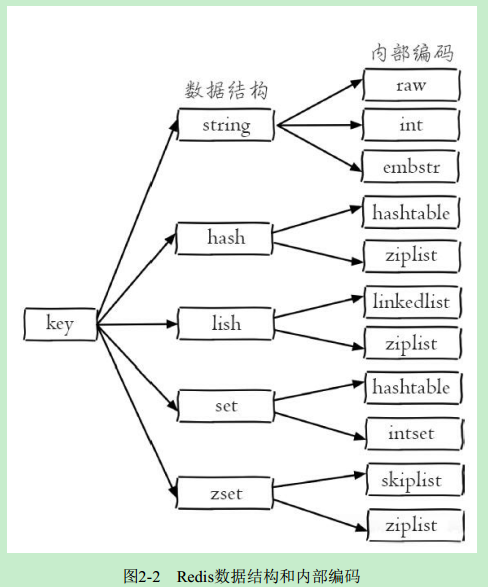 内部编码
数据结构
raw
string
int
embstr
hashtable
hash
ziplist
linkedlist
key
lish
ziplist
hashtable
set
intset
skiplist
zset
ziplist
图2-2 Redis数据结构和内部编码